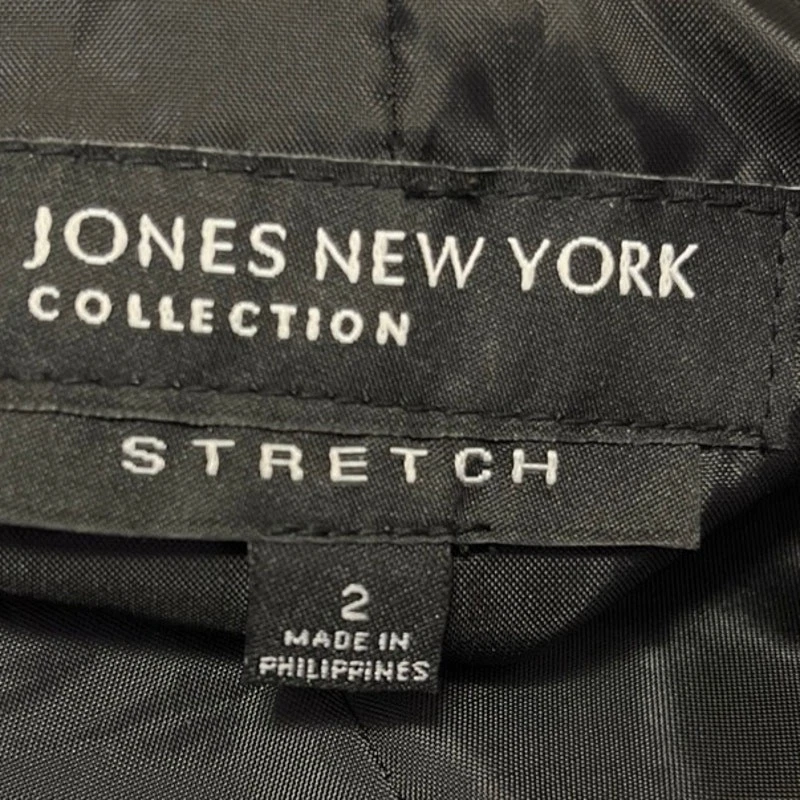 JONES NEW YORK
COLLECTION
STRETCH
2
MADE IN
PHILIPPINES